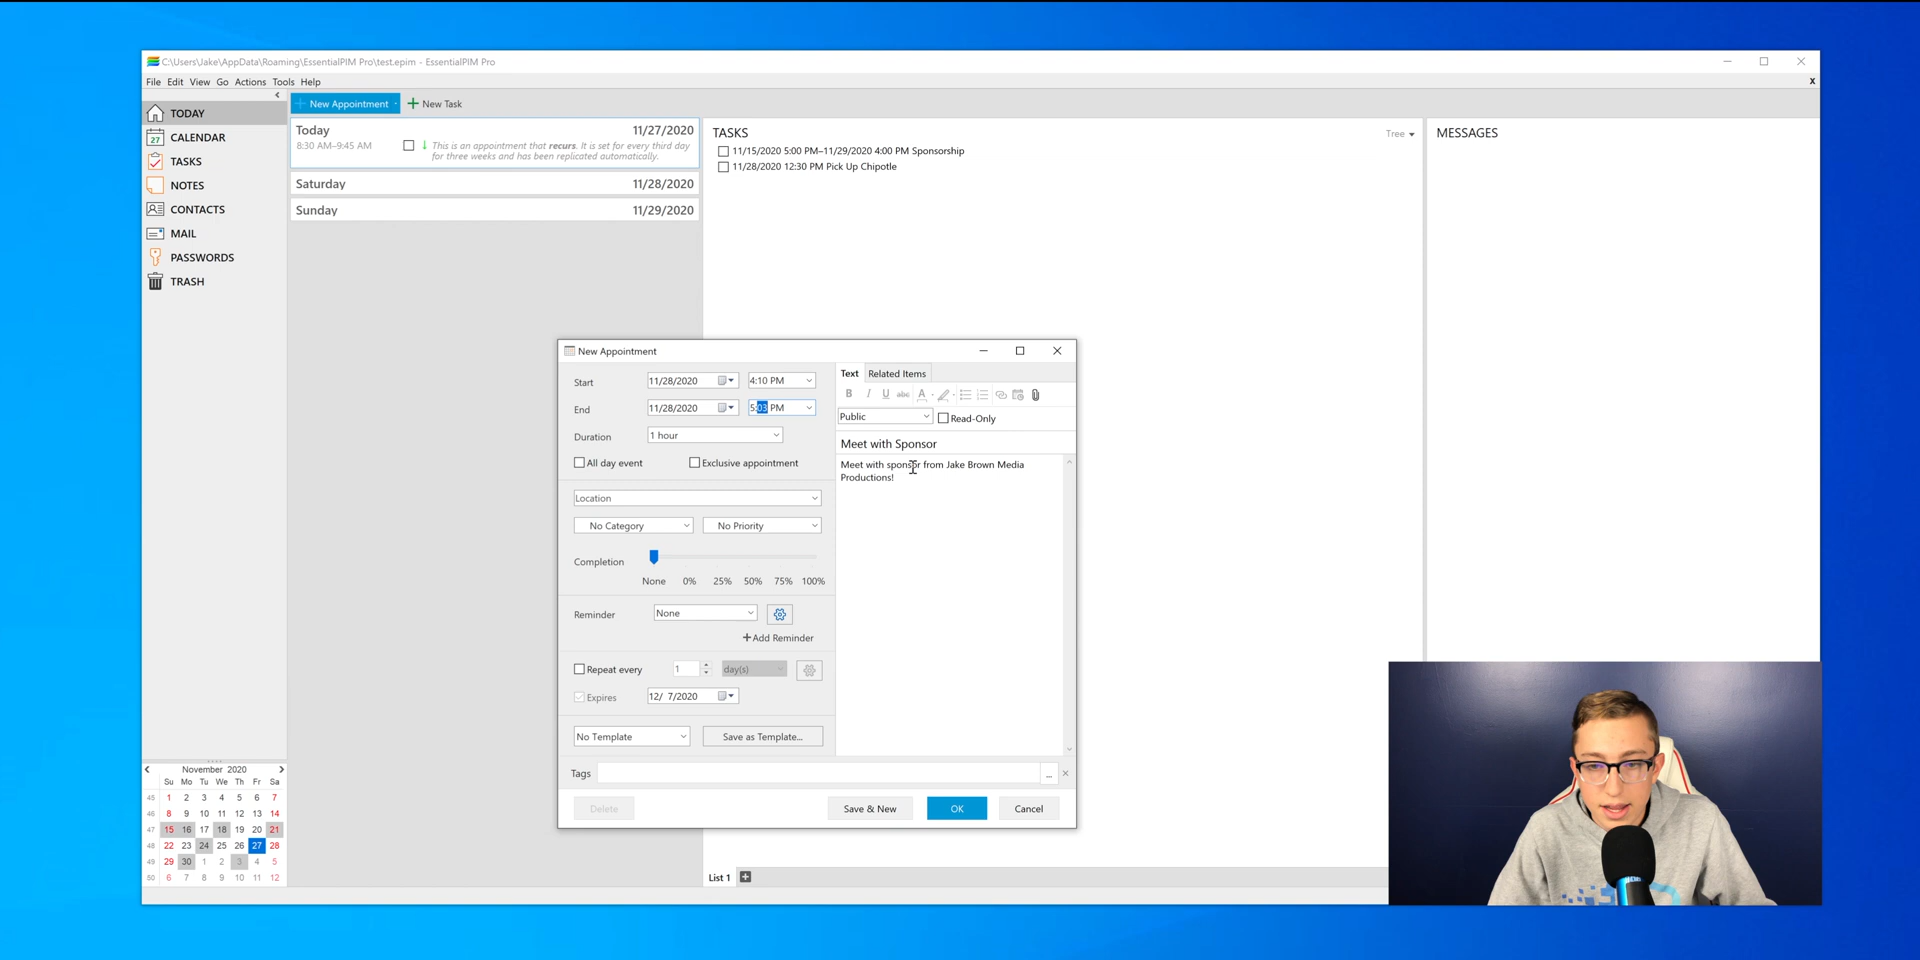 C:\Users\Jake\AppData\Roaming\EssentialPIM Pro\test.epim - EssentialPIM Pro
File Edit View Go Actions Tools Help
x
TODAY
CALENDAR
27
TASKS
NOTES
CONTACTS
MAIL
PASSWORDS
TRASH
New Appointment
New Task
Today 11/27/2020
8:30 AM–9:45 AM This is an appointment that recurs. It is set for every third day
for three weeks and has been replicated automatically.
Saturday 11/28/2020
Sunday 11/29/2020
TASKS Tree
11/15/2020 5:00 PM–11/29/2020 4:00 PM Sponsorship
11/28/2020 12:30 PM Pick Up Chipotle
MESSAGES
New Appointment
Start 11/28/2020 4:10 PM
End 11/28/2020 5:03 PM
Duration 1 hour
All day event Exclusive appointment
Location
No Category No Priority
Completion
None 0% 25% 50% 75% 100%
Reminder None
Add Reminder
Repeat every 1 day(s)
Expires 12/ 7/2020
No Template Save as Template...
Text Related Items
B I U abc A
Public Read-Only
Meet with Sponsor
Meet with sponsor from Jake Brown Media
Productions!
Tags ...
Delete Save & New OK Cancel
November 2020
Su Mo Tu We Th Fr Sa
45 1 2 3 4 5 6 7
46 8 9 10 11 12 13 14
47 15 16 17 18 19 20 21
48 22 23 24 25 26 27 28
49 29 30 1 2 3 4 5
50 6 7 8 9 10 11 12
List 1